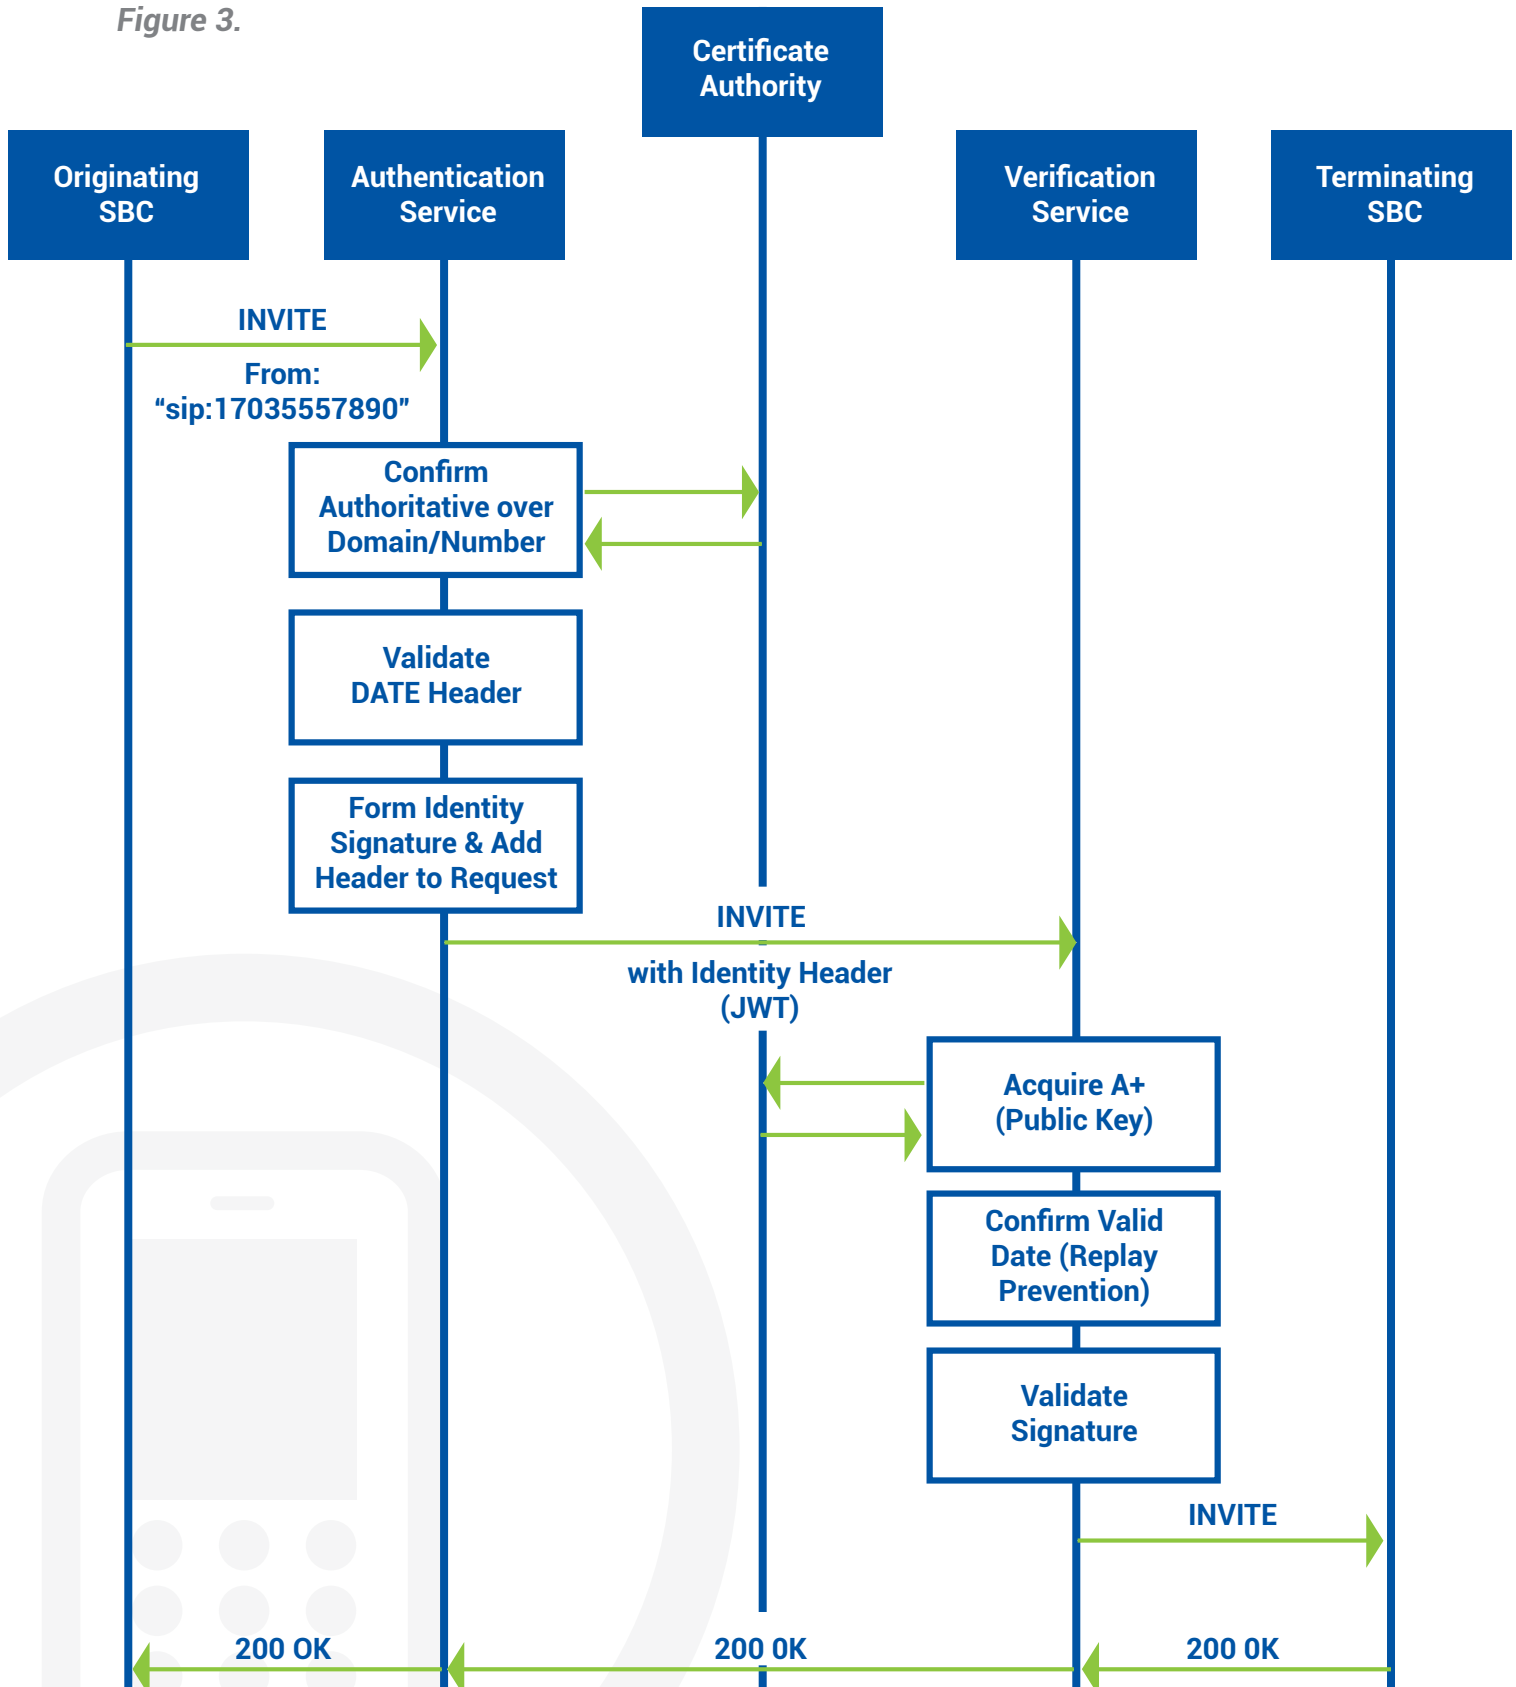 Figure 3.
Certificate
Authority
Originating
SBC
Authentication
Service
Verification
Service
Terminating
SBC
INVITE
From:
“sip:17035557890”
Confirm
Authoritative over
Domain/Number
Validate
DATE Header
Form Identity
Signature & Add
Header to Request
INVITE
with Identity Header
(JWT)
Acquire A+
(Public Key)
Confirm Valid
Date (Replay
Prevention)
Validate
Signature
INVITE
200 OK
200 0K
200 0K